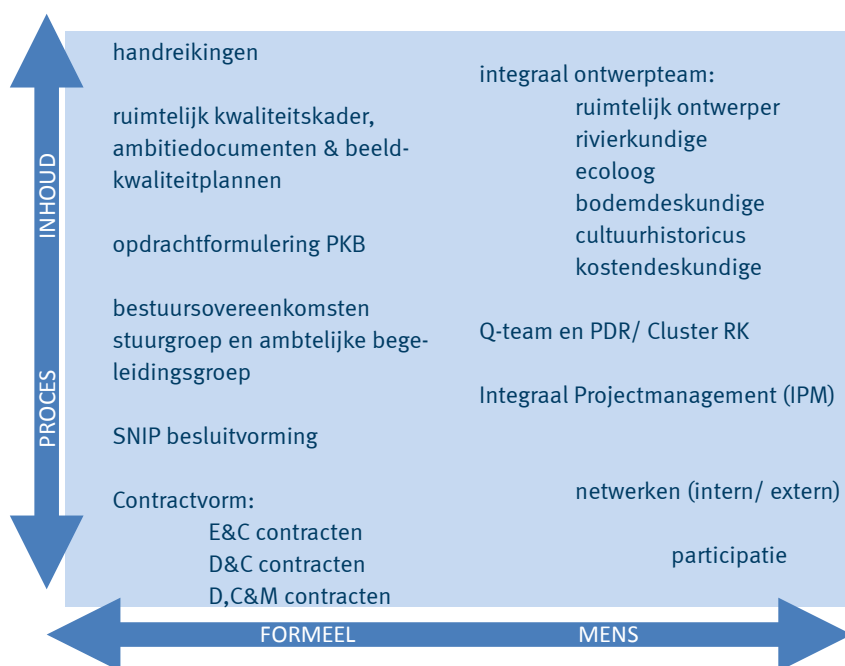 handreikingen
ruimtelijk kwaliteitskader,
ambitiedocumenten & beeld-
kwaliteitplannen
opdrachtformulering PKB
bestuursovereenkomsten
stuurgroep en ambtelijke bege-
leidingsgroep
SNIP besluitvorming
Contractvorm:
E&C contracten
D&C contracten
D,C&M contracten
integraal ontwerpteam:
ruimtelijk ontwerper
rivierkundige
ecoloog
bodemdeskundige
cultuurhistoricus
kostendeskundige
Q-team en PDR/ Cluster RK
Integraal Projectmanagement (IPM)
netwerken (intern/ extern)
participatie
INHOUD
PROCES
FORMEEL
MENS